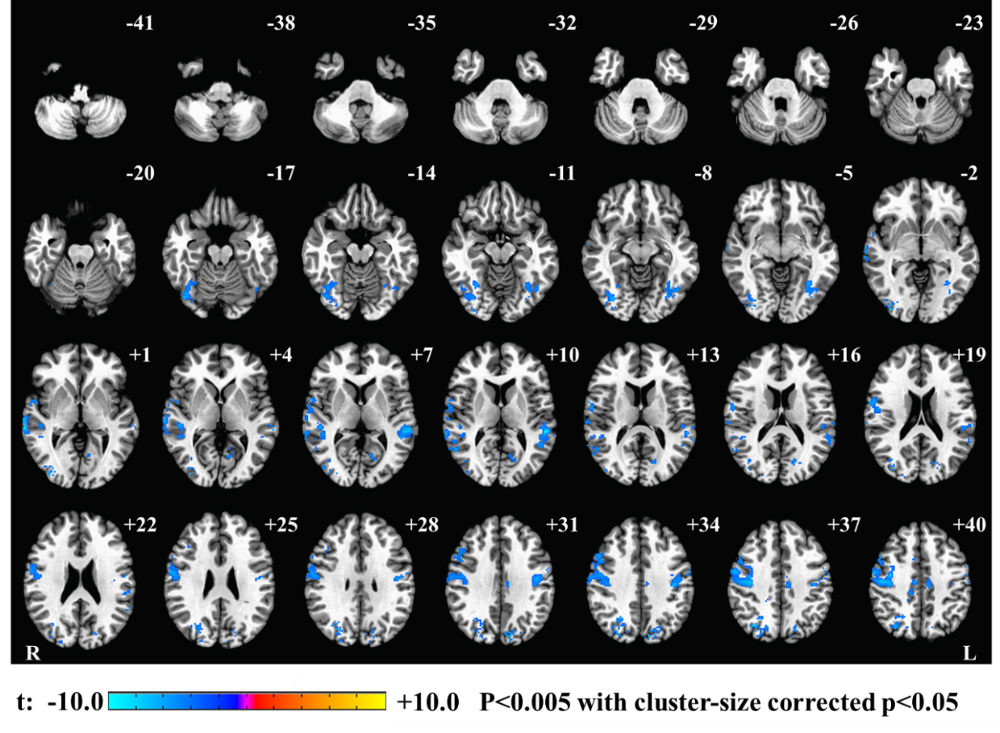 -41 -38 -35 -32 -29 -26 -23
-20 -17 -14 -11 -8 -5 -2
+1 +4 +7 +10 +13 +16 +19
+22 +25 +28 +31 +34 +37 +40
R L
t: -10.0 +10.0 P<0.005 with cluster-size corrected p<0.05